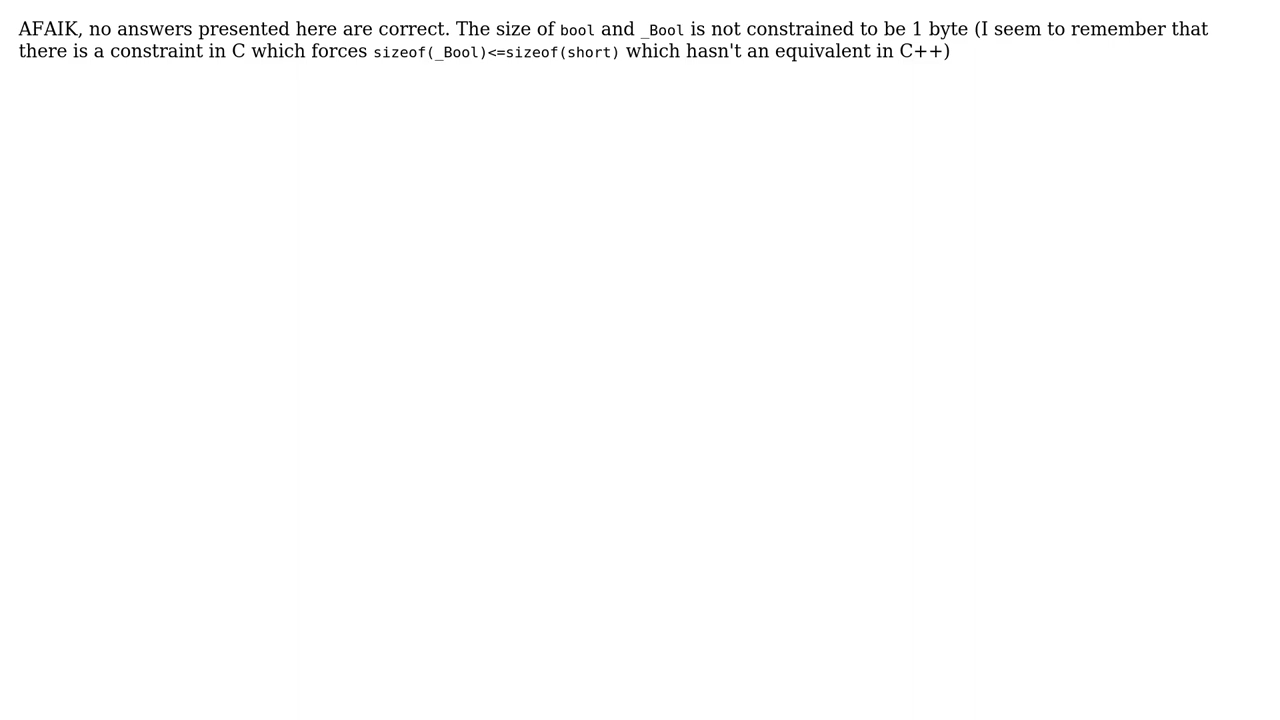 AFAIK, no answers presented here are correct. The size of bool and _Bool is not constrained to be 1 byte (I seem to remember that
there is a constraint in C which forces sizeof(_Bool)<=sizeof(short) which hasn't an equivalent in C++)